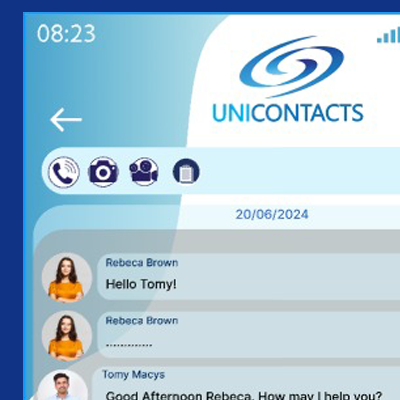 08:23
UNICONTACTS
20/06/2024
Rebeca Brown
Hello Tomy!
Rebeca Brown
.............
Tomy Macys
Good Afternoon Rebeca. How may I help you?